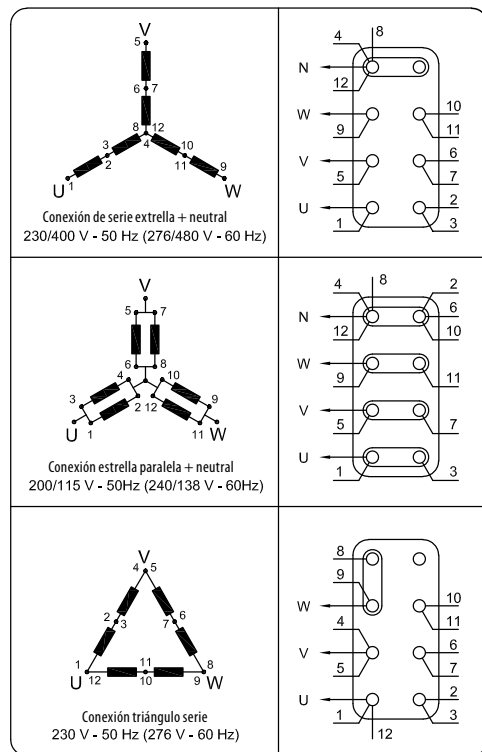 V
5
6 7
8 12
3 4 10
2 11
1 9
U W
Conexión de serie extrella + neutral
230/400 V - 50 Hz (276/480 V - 60 Hz)
4 8
N
12
W 10
9 11
V 6
5 7
U 2
1 3
V
5 7
6 8
4 10
3 9
2 12
U 1 11 W
Conexión estrella paralela + neutral
200/115 V - 50Hz (240/138 V - 60Hz)
4 8 2
N 6
12 10
W
9 11
V
5 7
U
1 3
V
4 5
2 6
3 7
1 11 8
U 12 10 9 W
Conexión triángulo serie
230 V - 50 Hz (276 V - 60 Hz)
8
9
W 10
4 11
V 6
5 7
U 2
1 3
12